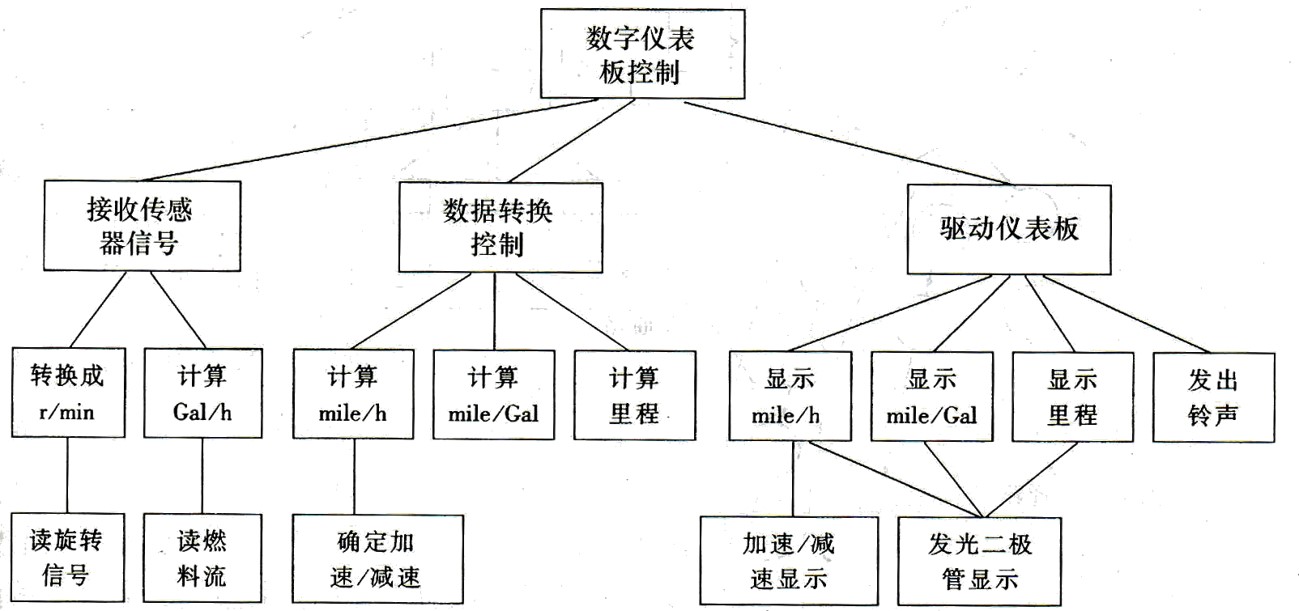 数字仪表
板控制
接收传感
器信号
数据转换
控制
驱动仪表板
转换成
r/min
计算
Gal/h
计算
mile/h
计算
mile/Gal
计算
里程
显示
mile/h
显示
mile/Gal
显示
里程
发出
铃声
读旋转
信号
读燃
料流
确定加
速/减速
加速/减
速显示
发光二极
管显示